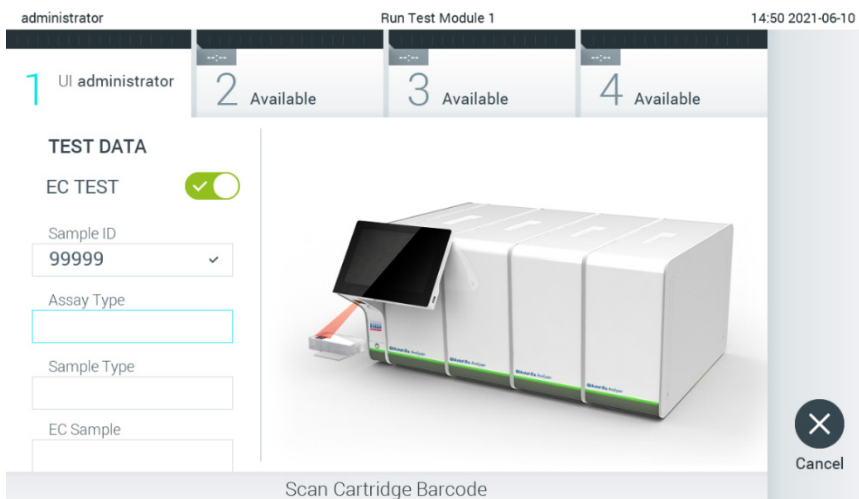 administrator
Run Test Module 1
14:50 2021-06-10
1 UI administrator
--:--
2 Available
--:--
3 Available
--:--
4 Available
TEST DATA
EC TEST
Sample ID
99999
Assay Type
Sample Type
EC Sample
Cancel
Scan Cartridge Barcode